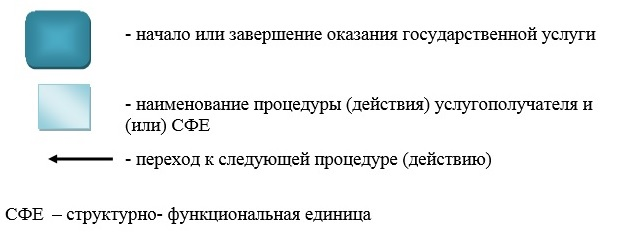 - начало или завершение оказания государственной услуги
- наименование процедуры (действия) услугополучателя и
(или) СФЕ
- переход к следующей процедуре (действию)
СФЕ – структурно- функциональная единица